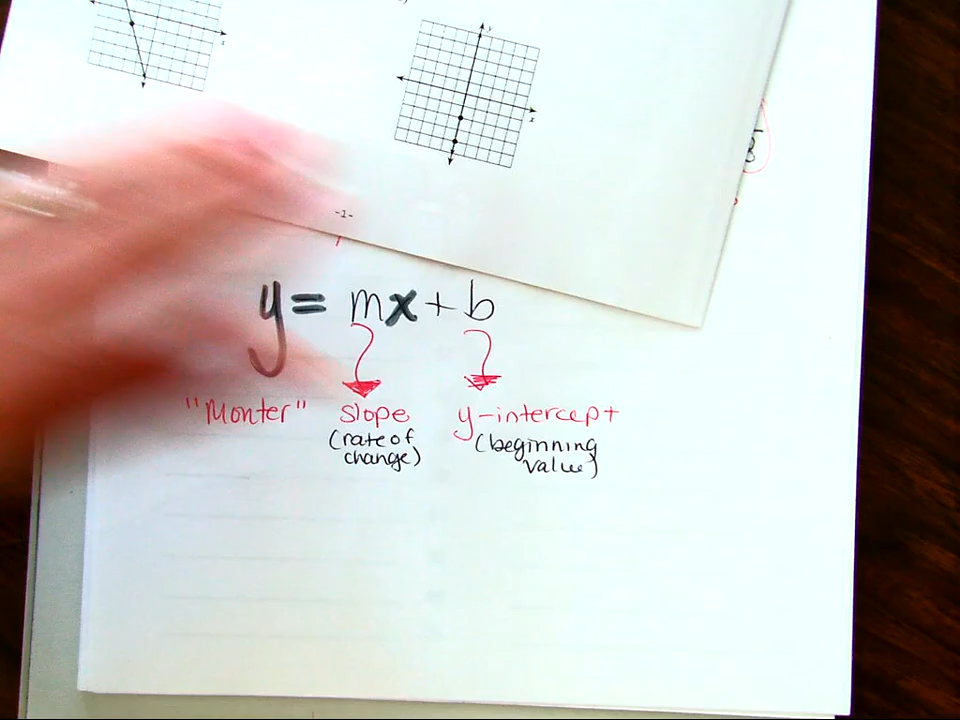 y
x
y
x
-1-
y = mx + b
"Monter" slope y-intercept
(rate of change) (beginning value)